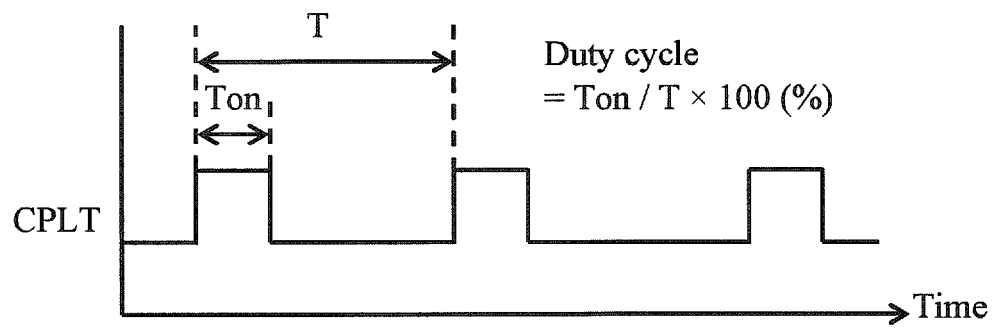 T
Duty cycle
= Ton / T × 100 (%)
Ton
CPLT
Time